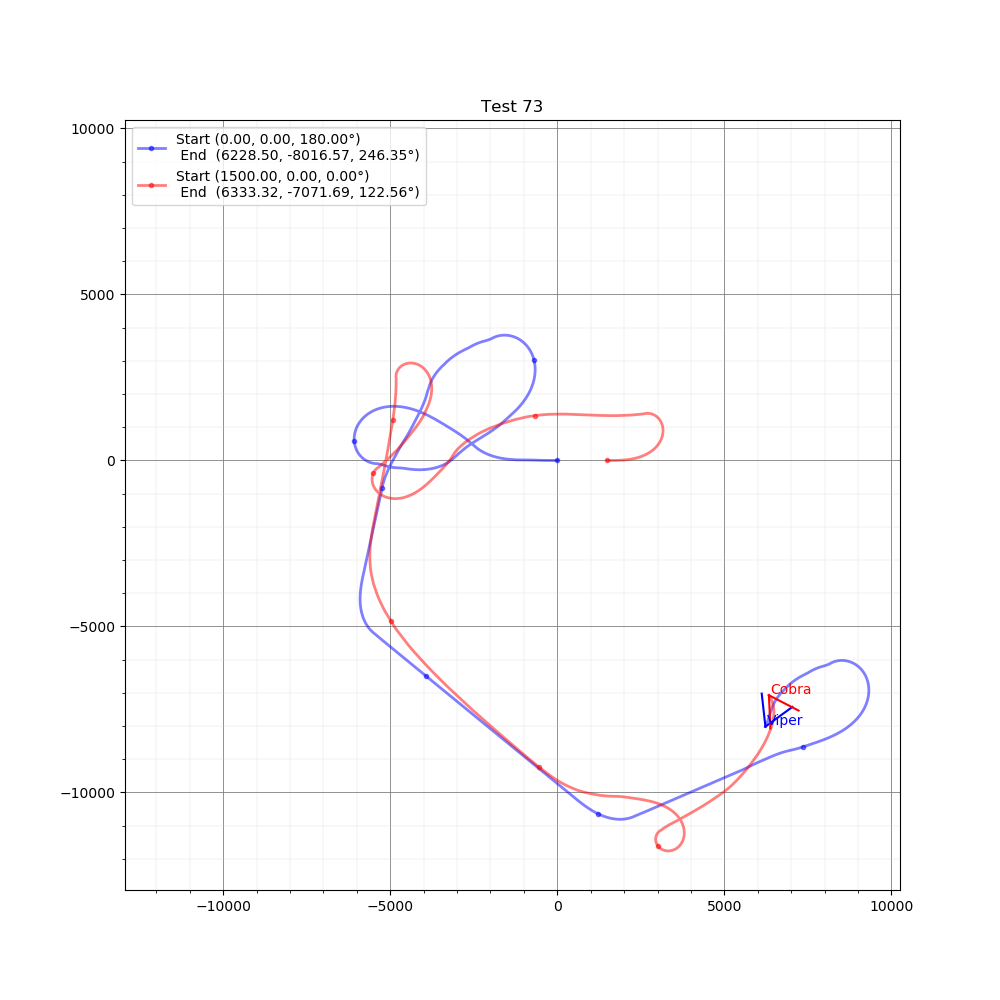 Test 73
Start (0.00, 0.00, 180.00°)
End (6228.50, -8016.57, 246.35°)
Start (1500.00, 0.00, 0.00°)
End (6333.32, -7071.69, 122.56°)
10000
5000
0
−5000
−10000
Cobra
Viper
−10000 −5000 0 5000 10000